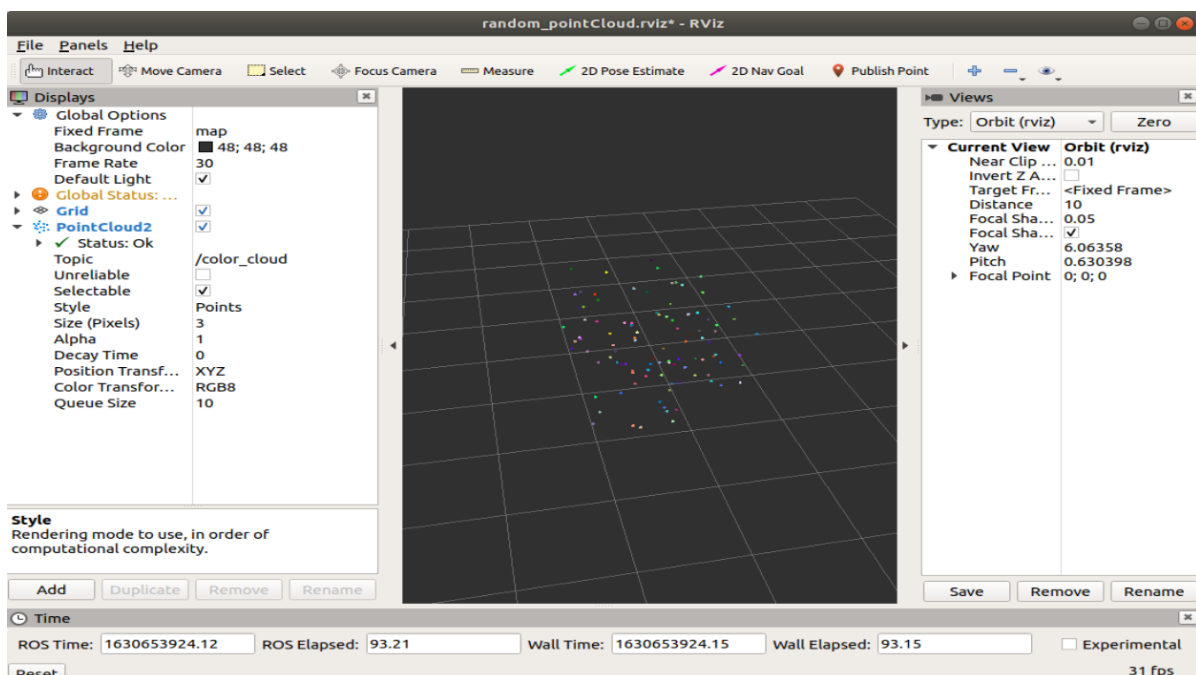 random_pointCloud.rviz* - RViz
File Panels Help
Interact Move Camera Select Focus Camera Measure 2D Pose Estimate 2D Nav Goal Publish Point
Displays
Global Options
Fixed Frame map
Background Color 48; 48; 48
Frame Rate 30
Default Light
Global Status: ...
Grid
PointCloud2
Status: Ok
Topic /color_cloud
Unreliable
Selectable
Style Points
Size (Pixels) 3
Alpha 1
Decay Time 0
Position Transf... XYZ
Color Transfor... RGB8
Queue Size 10
Style
Rendering mode to use, in order of
computational complexity.
Add Duplicate Remove Rename
Views
Type: Orbit (rviz) Zero
Current View Orbit (rviz)
Near Clip ... 0.01
Invert Z A...
Target Fr... <Fixed Frame>
Distance 10
Focal Sha... 0.05
Focal Sha...
Yaw 6.06358
Pitch 0.630398
Focal Point 0; 0; 0
Save Remove Rename
Time
ROS Time: 1630653924.12 ROS Elapsed: 93.21 Wall Time: 1630653924.15 Wall Elapsed: 93.15 Experimental
Reset 31 fps